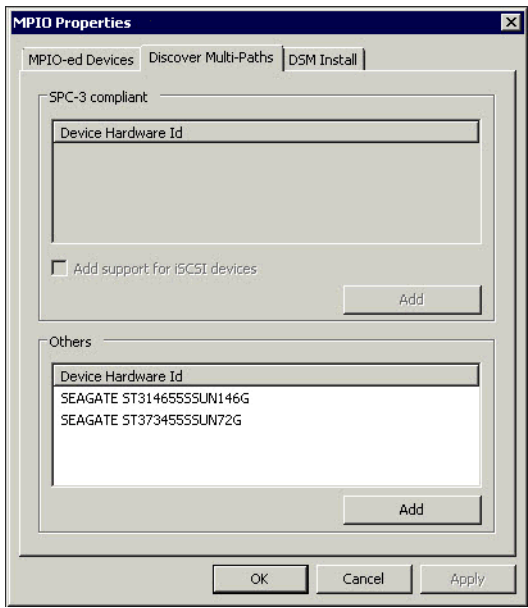 MPIO Properties
MPIO-ed Devices Discover Multi-Paths DSM Install
SPC-3 compliant
Device Hardware Id
Add support for iSCSI devices
Add
Others
Device Hardware Id
SEAGATE ST314655SSUN146G
SEAGATE ST373455SSUN72G
Add
OK Cancel Apply